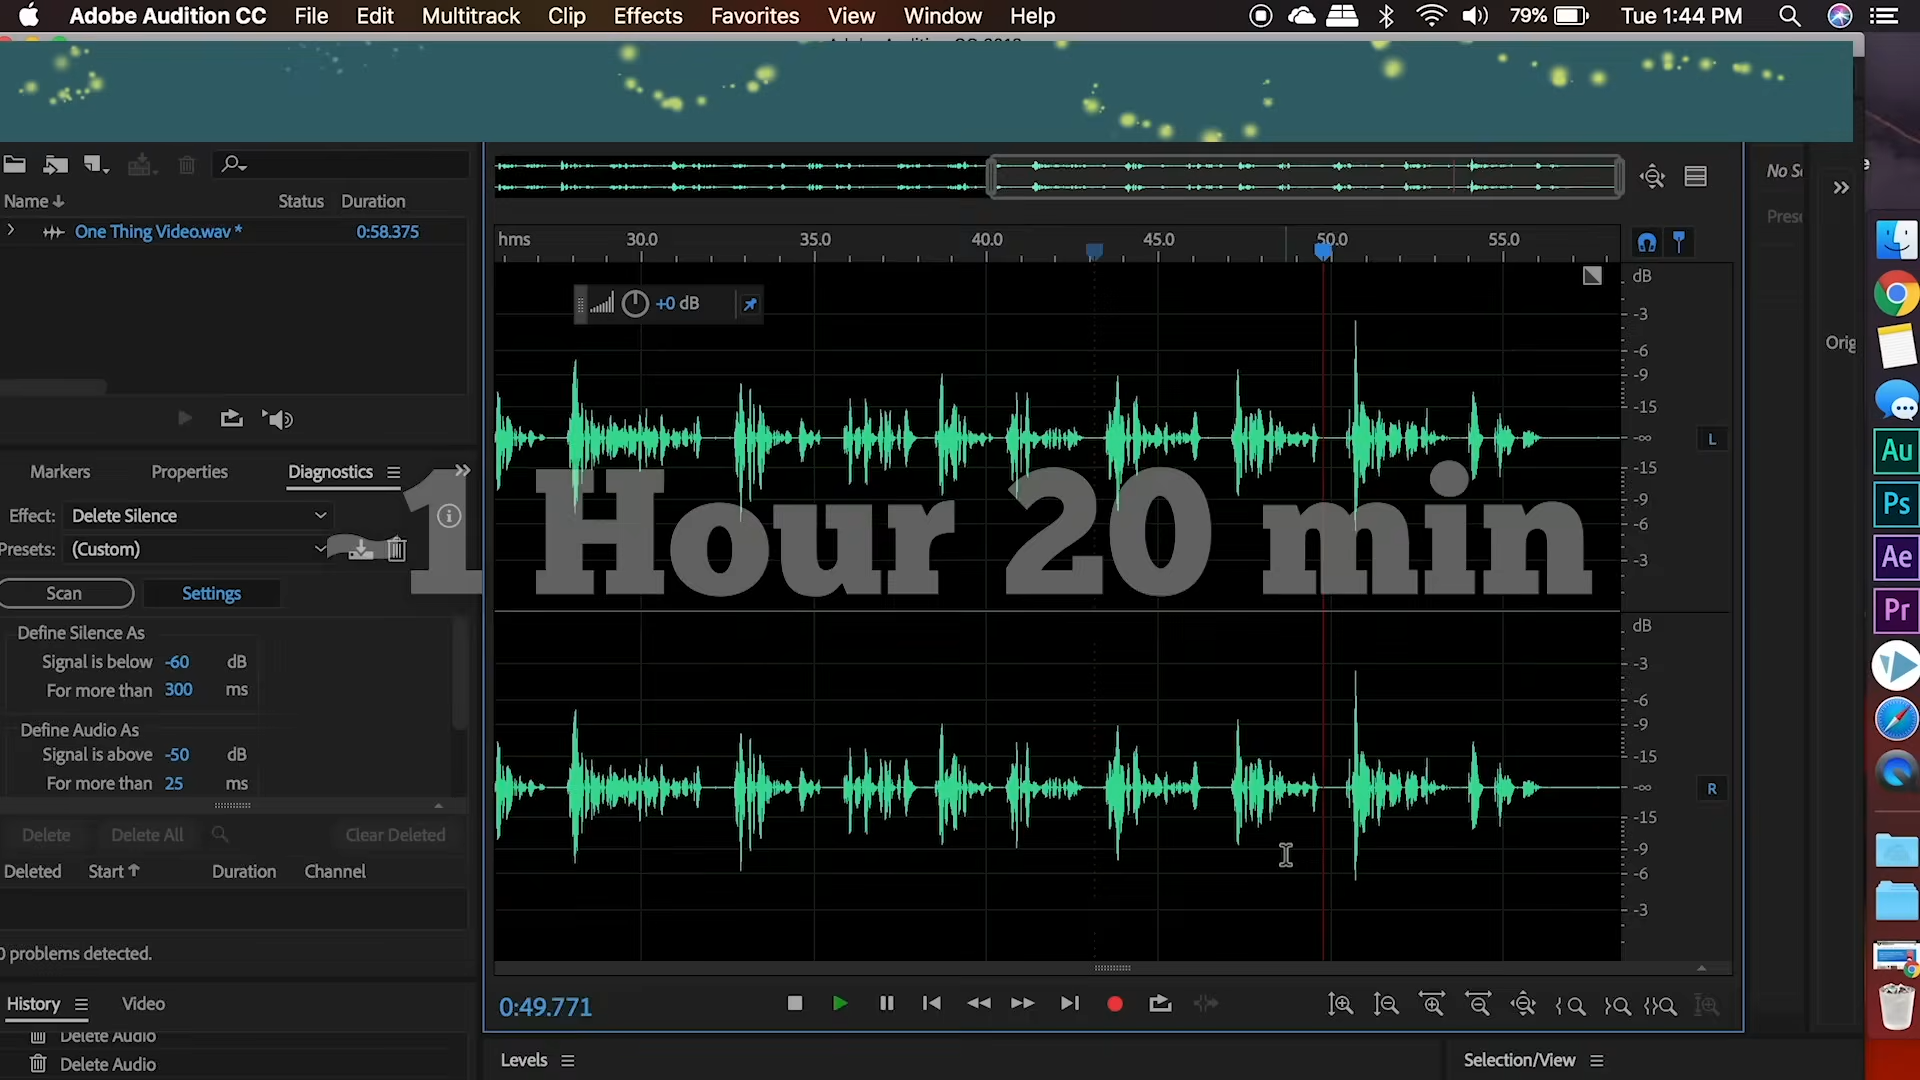 Adobe Audition CC File Edit Multitrack Clip Effects Favorites View Window Help 79% Tue 1:44 PM
Name Status Duration
One Thing Video.wav * 0:58.375
hms 30.0 35.0 40.0 45.0 50.0 55.0
+0 dB
dB
-3
-6
-9
-15
-∞
-15
-9
-6
-3
L
dB
-3
-6
-9
-15
-∞
-15
-9
-6
-3
R
~1 Hour 20 min
Markers Properties Diagnostics
Effect: Delete Silence
Presets: (Custom)
Scan Settings
Define Silence As
Signal is below -60 dB
For more than 300 ms
Define Audio As
Signal is above -50 dB
For more than 25 ms
Delete Delete All Clear Deleted
Deleted Start Duration Channel
0 problems detected.
History Video
Delete Audio
Delete Audio
0:49.771
Levels
Selection/View
No
Au
Ps
Ae
Pr